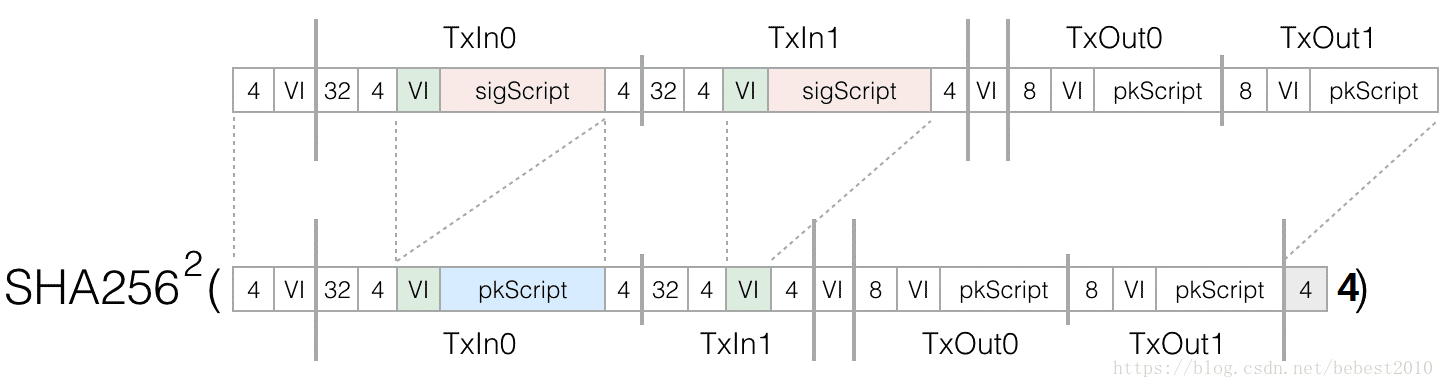 TxIn0 TxIn1 TxOut0 TxOut1
4 VI 32 4 VI sigScript 4 32 4 VI sigScript 4 VI 8 VI pkScript 8 VI pkScript
SHA256²( 4 VI 32 4 VI pkScript 4 32 4 VI 4 VI 8 VI pkScript 8 VI pkScript 4 4)
TxIn0 TxIn1 TxOut0 TxOut1
https://blog.csdn.net/bebest2010